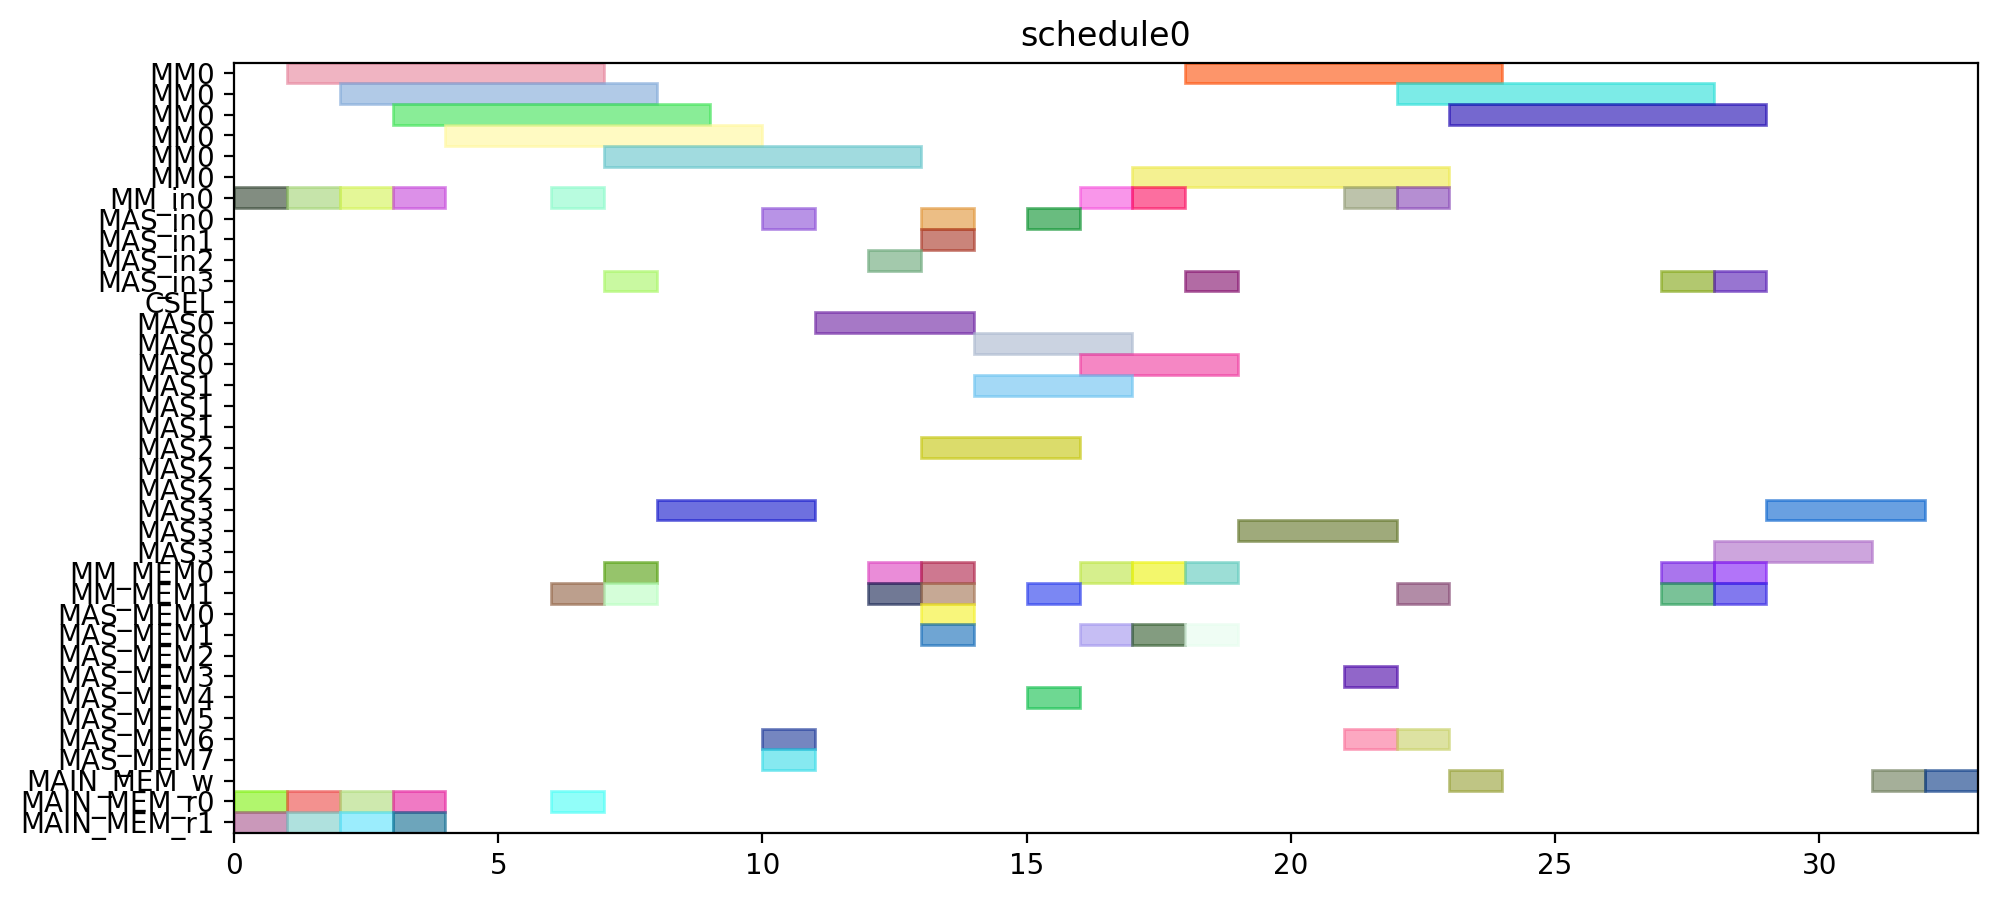 schedule0
MM0
MM0
MM0
MM0
MM0
MM0
MM_in0
MAS_in0
MAS_in1
MAS_in2
MAS_in3
CSEL
MAS0
MAS0
MAS0
MAS1
MAS1
MAS1
MAS2
MAS2
MAS2
MAS3
MAS3
MAS3
MM_MEM0
MM_MEM1
MAS_MEM0
MAS_MEM1
MAS_MEM2
MAS_MEM3
MAS_MEM4
MAS_MEM5
MAS_MEM6
MAS_MEM7
MAIN_MEM_w
MAIN_MEM_r0
MAIN_MEM_r1
0 5 10 15 20 25 30